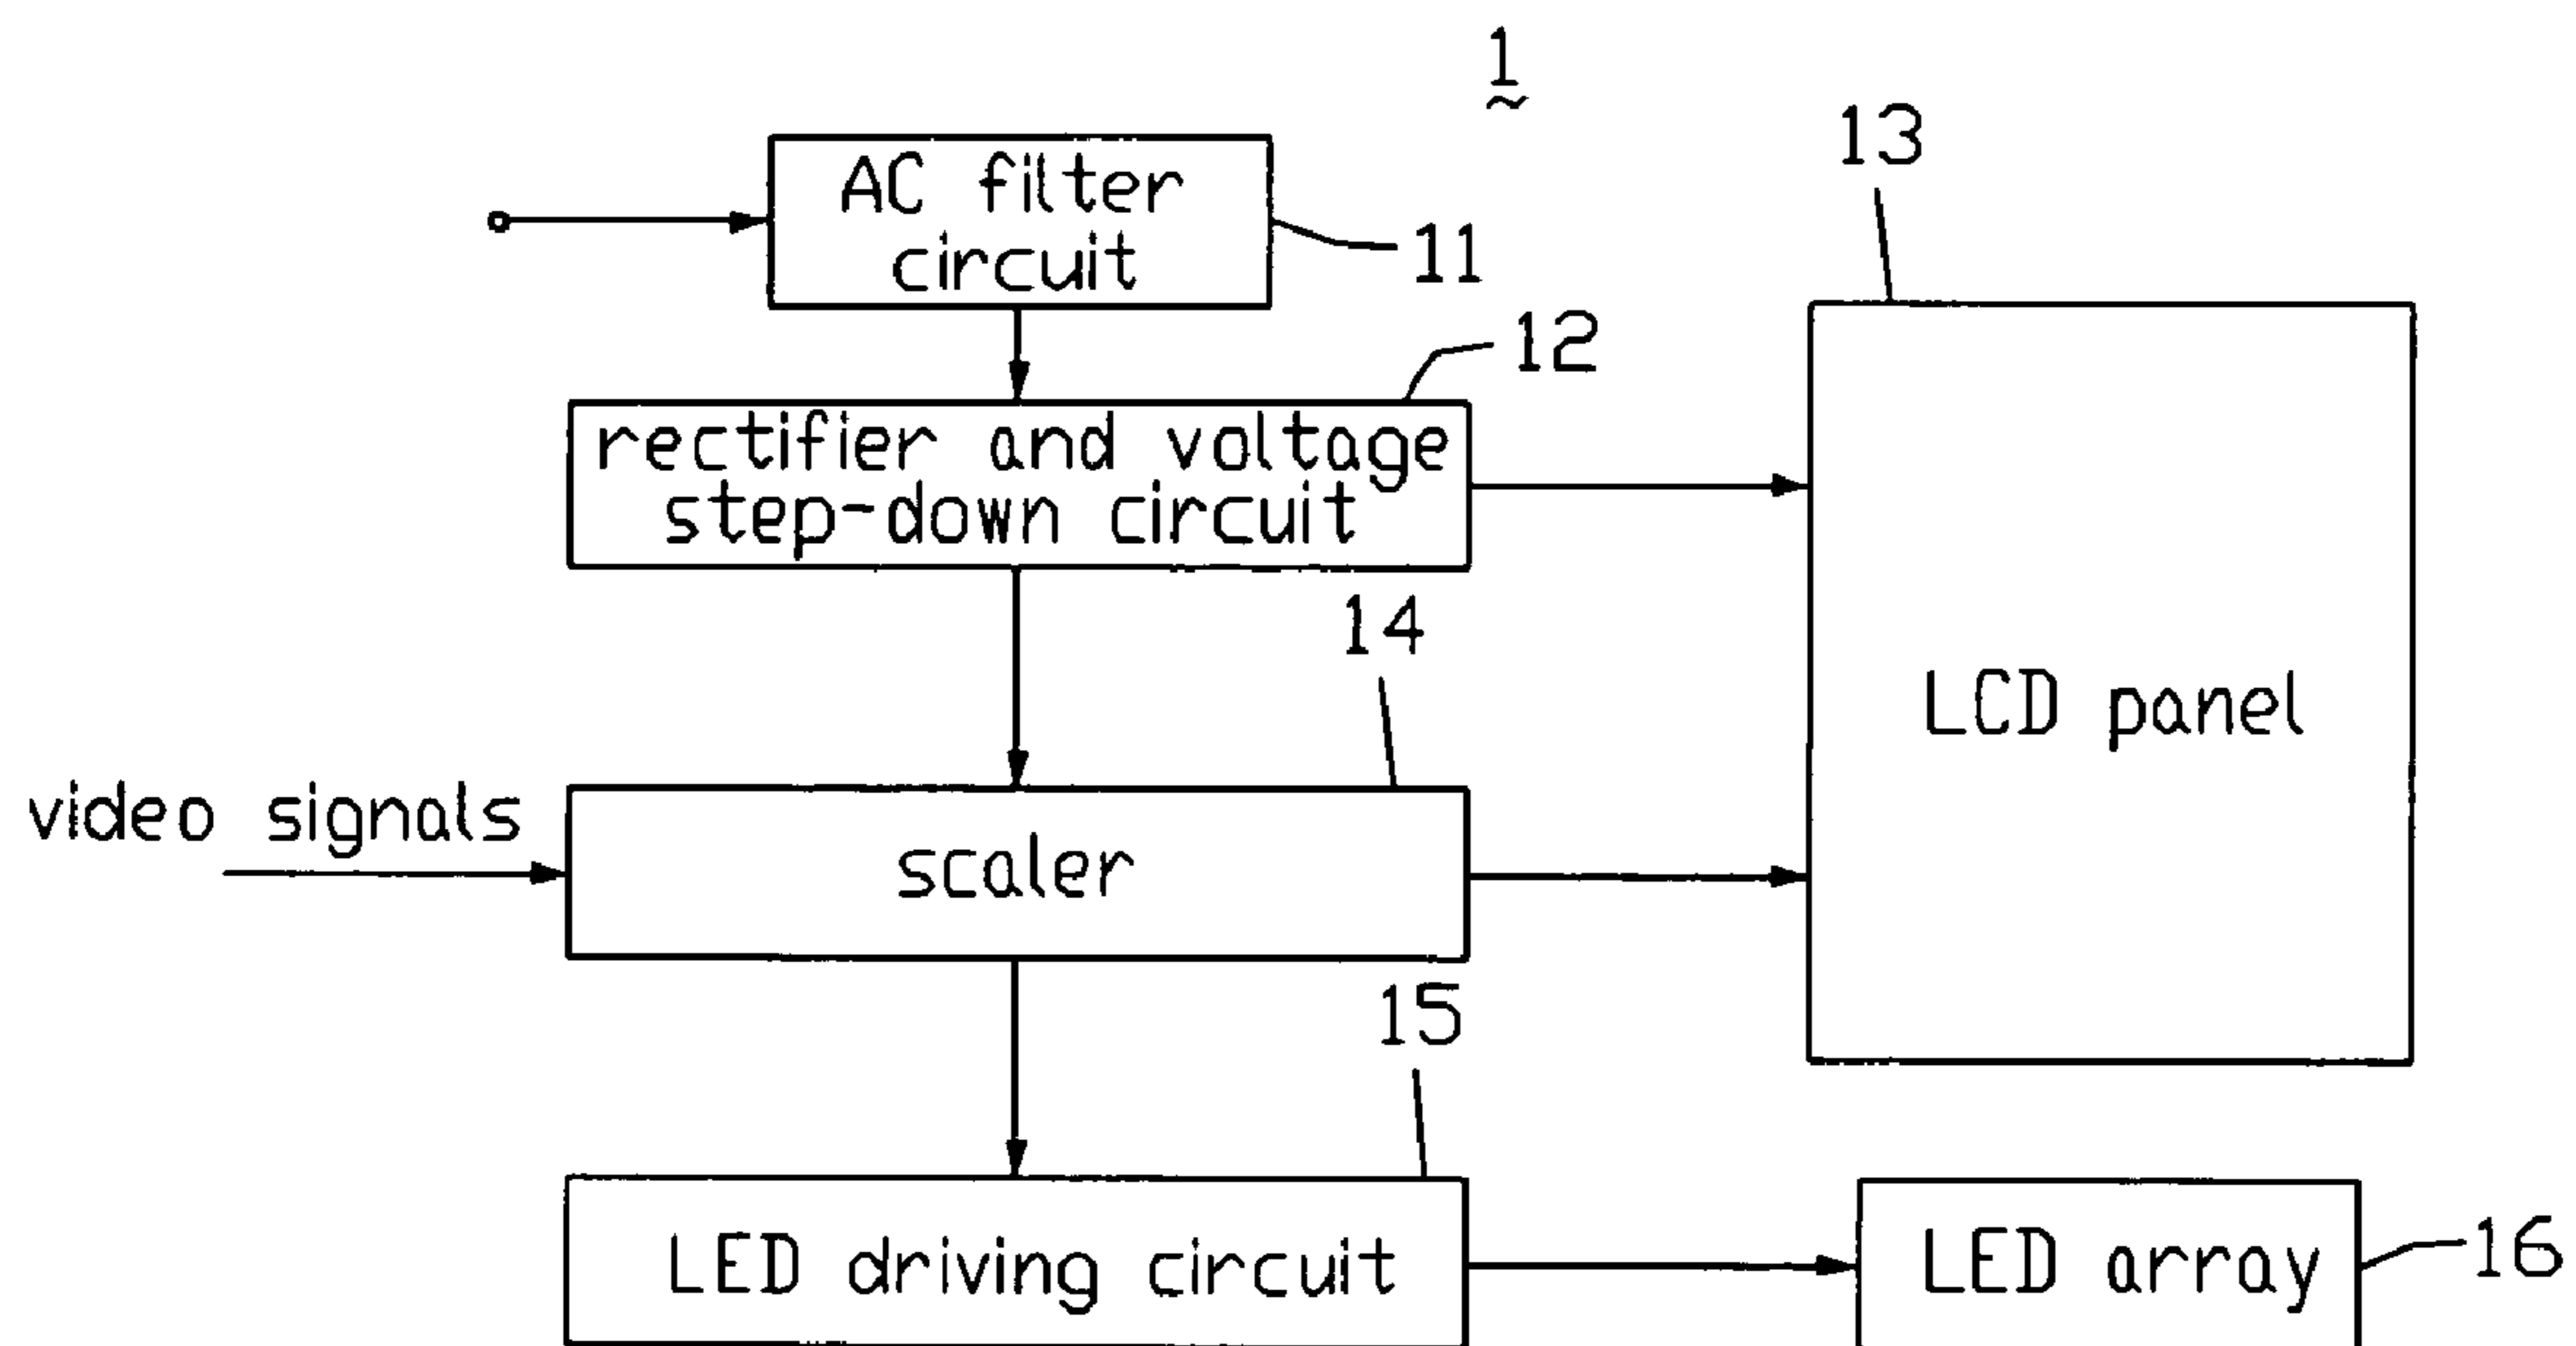 1
AC filter
circuit
11
13
12
rectifier and voltage
step-down circuit
14
LCD panel
video signals
scaler
15
LED driving circuit
LED array
16